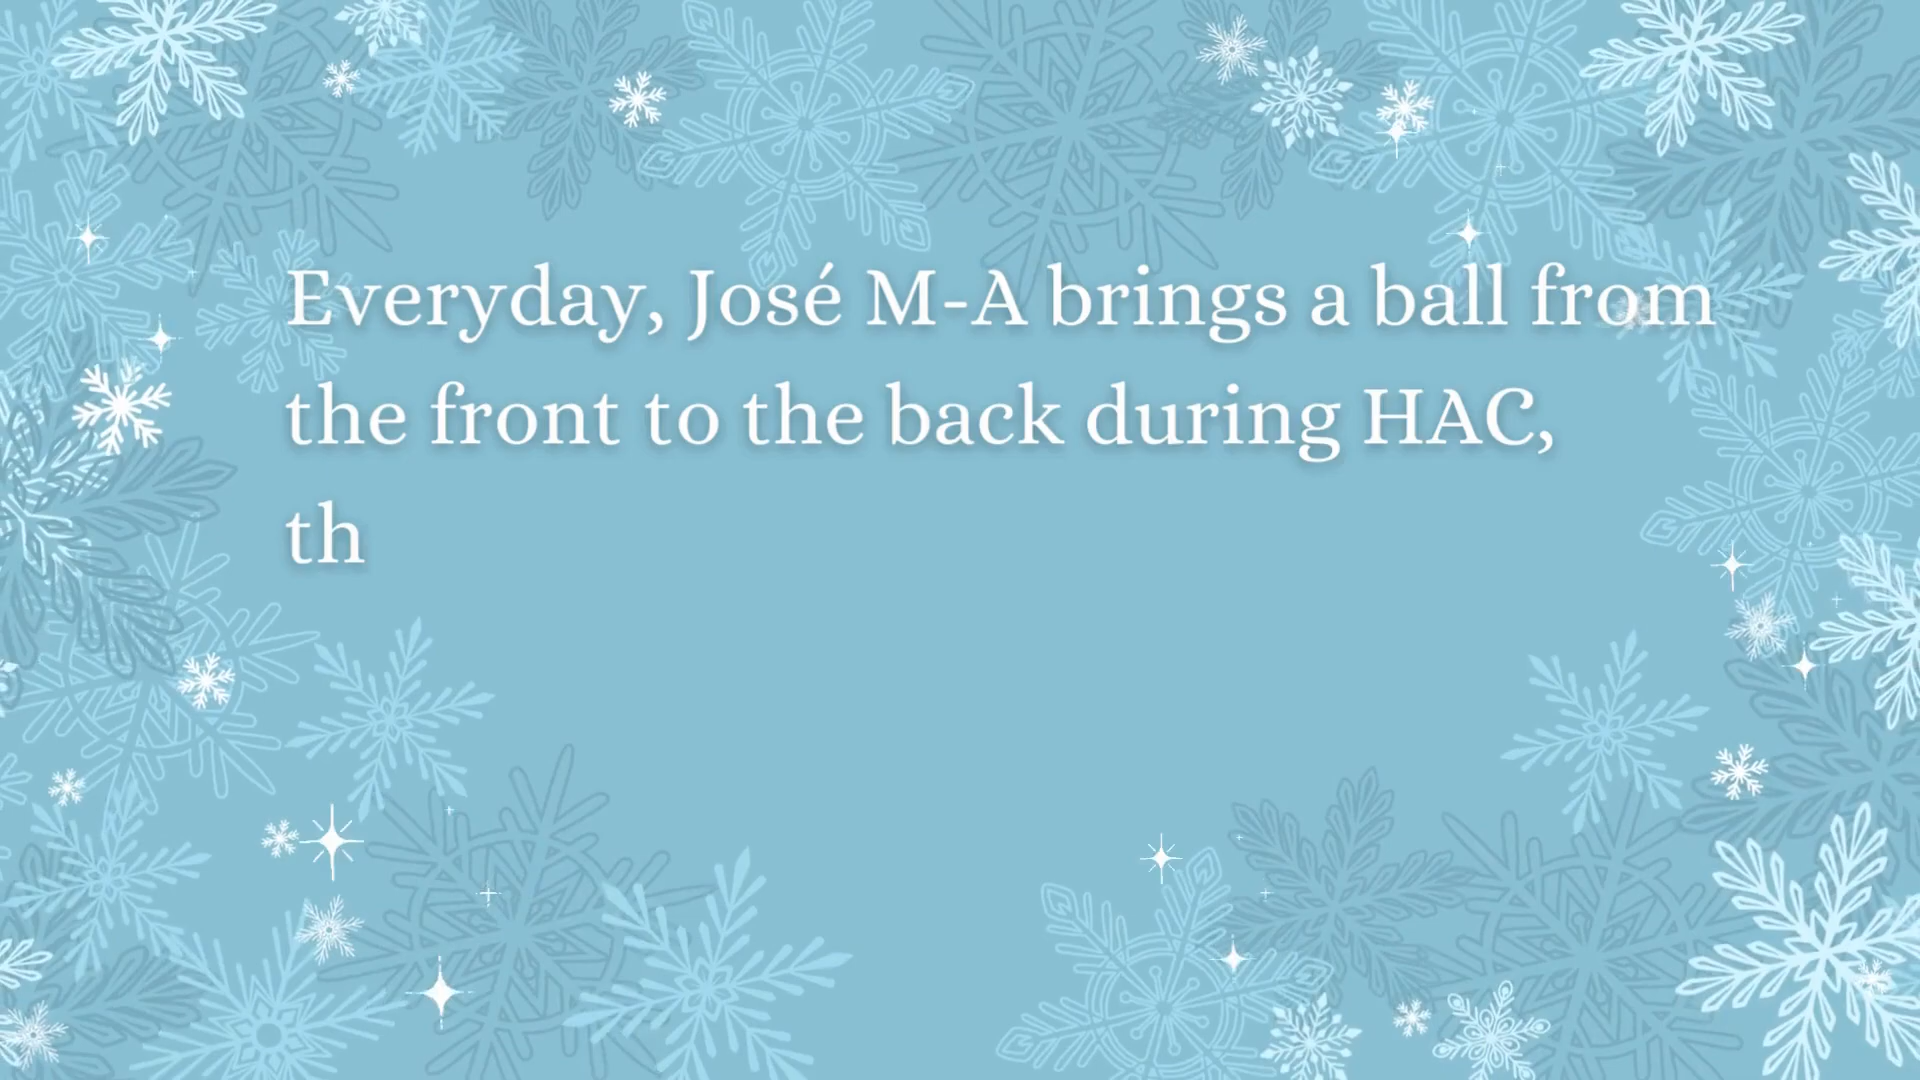 Everyday, José M-A brings a ball from
the front to the back during HAC,
th